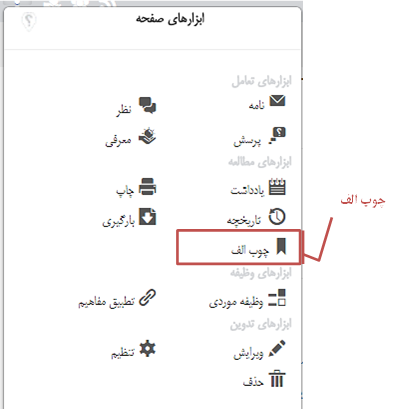 ابزارهای صفحه
ابزارهای تعامل
نامه
نظر
پرسش
معرفی
ابزارهای مطالعه
یادداشت
چاپ
تاریخچه
بارگیری
چوب الف
چوب الف
ابزارهای وظیفه
وظیفه موردی
تطبیق مفاهیم
ابزارهای تدوین
ویرایش
تنظیم
حذف